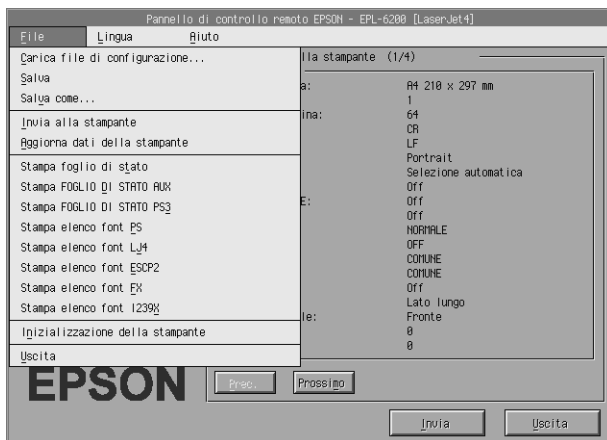 Pannello di controllo remoto EPSON - EPL-6200 [LaserJet4]
File Lingua Aiuto
Carica file di configurazione...
Salva
Salva come...
Invia alla stampante
Aggiorna dati della stampante
Stampa foglio di stato
Stampa FOGLIO DI STATO AUX
Stampa FOGLIO DI STATO PS3
Stampa elenco font PS
Stampa elenco font LJ4
Stampa elenco font ESCP2
Stampa elenco font FX
Stampa elenco font I239X
Inizializzazione della stampante
Uscita
lla stampante (1/4)
a: A4 210 x 297 mm
1
ina: 64
CR
LF
Portrait
Selezione automatica
Off
E: Off
Off
NORMALE
OFF
COMUNE
COMUNE
Off
Lato lungo
le: Fronte
0
0
EPSON
Prec. Prossimo
Invia Uscita